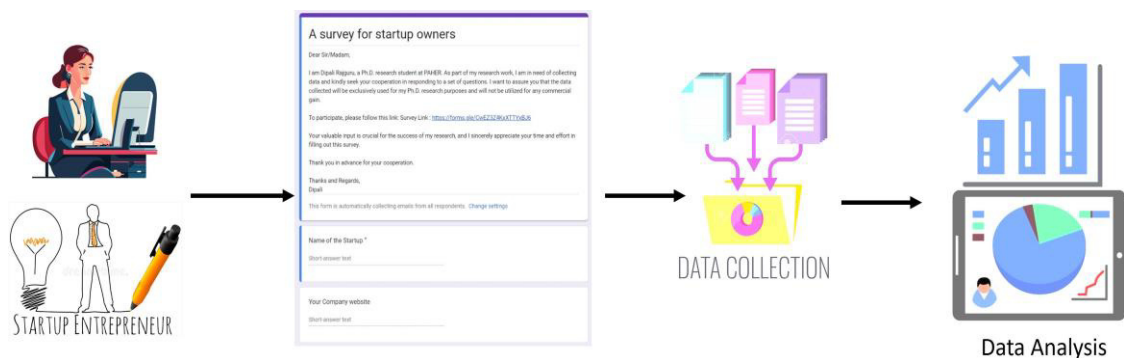 A survey for startup owners
Dear Sir/Madam,
I am Dipali Rajguru, a Ph.D. research student at PAHER. As part of my research work, I am in need of collecting
data and kindly seek your cooperation in responding to a set of questions. I want to assure you that the data
collected will be exclusively used for my Ph.D. research purposes and will not be utilized for any commercial
gain.
To participate, please follow this link: Survey Link :
Your valuable input is crucial for the success of my research, and I sincerely appreciate your time and effort in
filling out this survey.
Thank you in advance for your cooperation.
Thanks and Regards,
Dipali
This form is automatically collecting emails from all respondents. Change settings
Name of the Startup *
Short-answer text
Your Company website
Short-answer text
STARTUP ENTREPRENEUR
DATA COLLECTION
Data Analysis